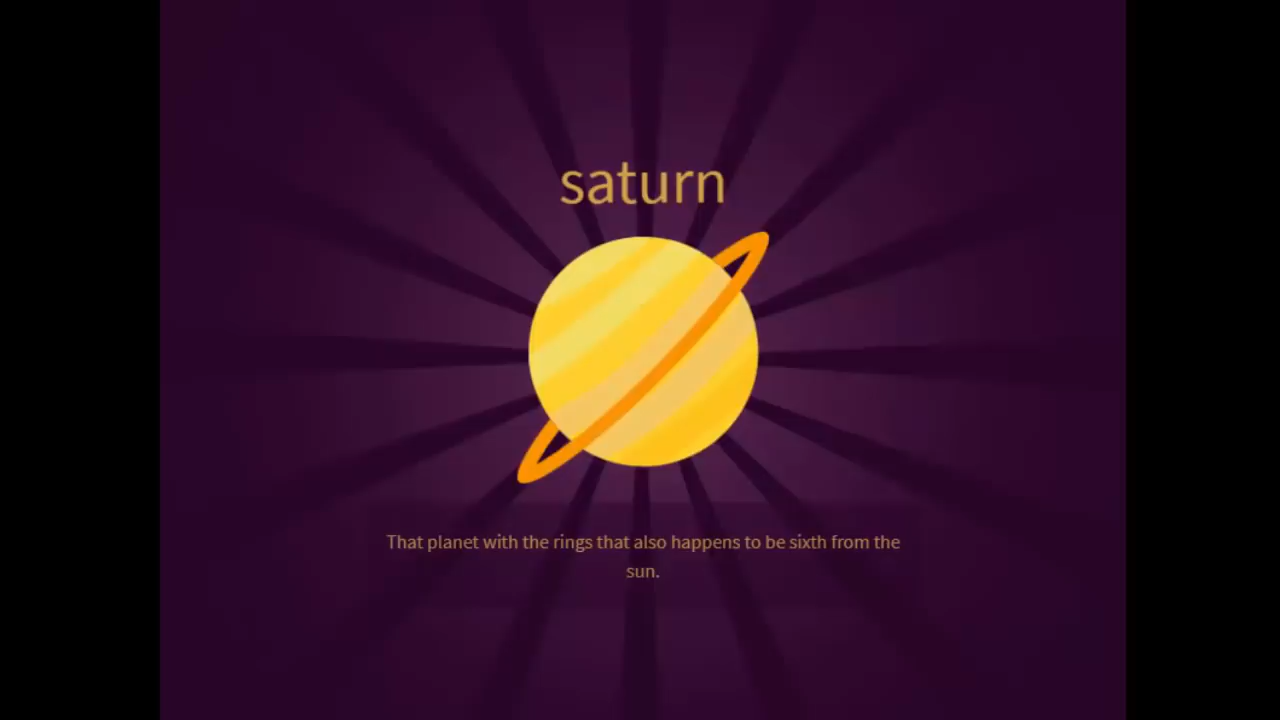 saturn
That planet with the rings that also happens to be sixth from the
sun.